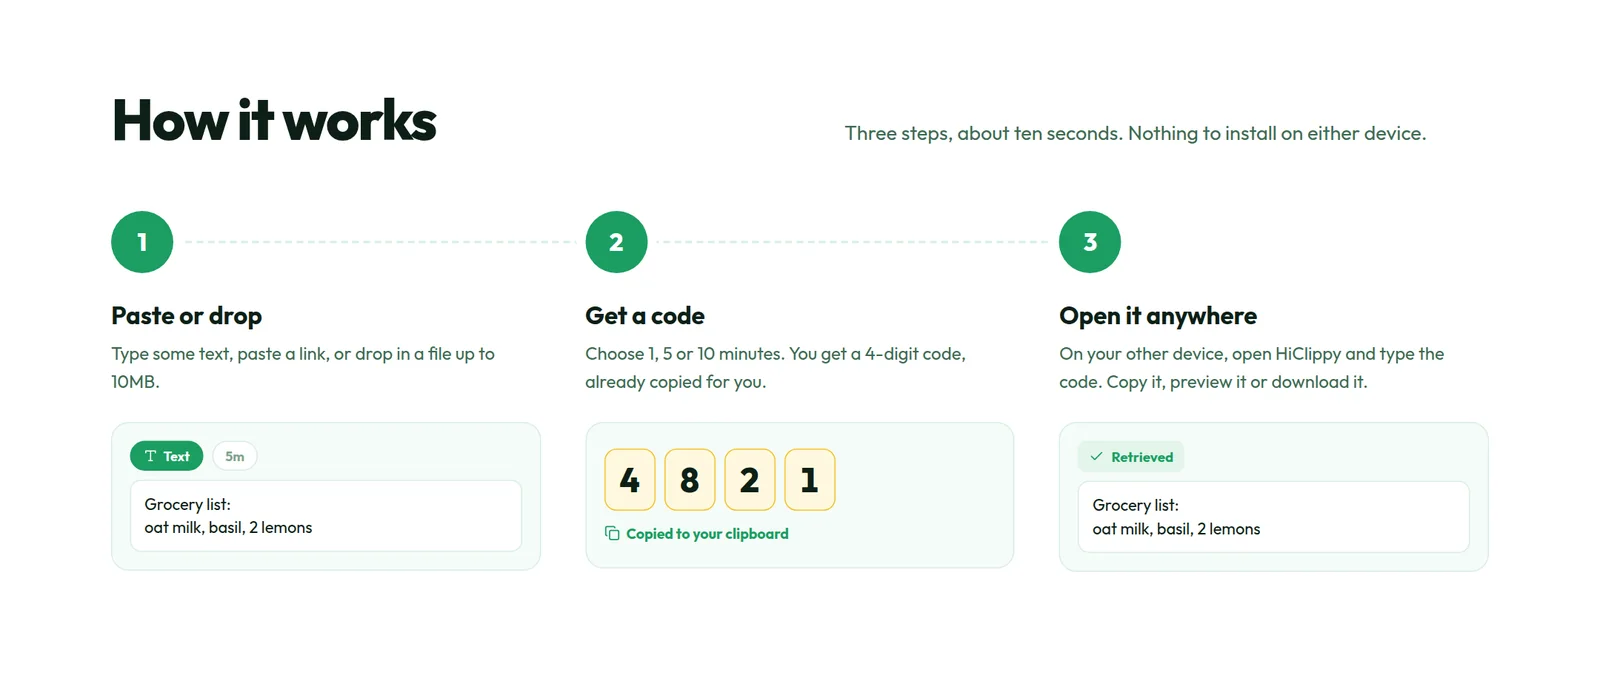 How it works
Three steps, about ten seconds. Nothing to install on either device.
1
2
3
Paste or drop
Type some text, paste a link, or drop in a file up to
10MB.
Text
5m
Grocery list:
oat milk, basil, 2 lemons
Get a code
Choose 1, 5 or 10 minutes. You get a 4-digit code,
already copied for you.
4 8 2 1
Copied to your clipboard
Open it anywhere
On your other device, open HiClippy and type the
code. Copy it, preview it or download it.
Retrieved
Grocery list:
oat milk, basil, 2 lemons